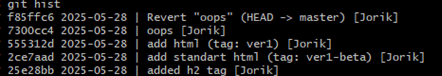 git hist
f85ffc6 2025-05-28 | Revert "oops" (HEAD -> master) [Jorik]
7300cc4 2025-05-28 | oops [Jorik]
555312d 2025-05-28 | add html (tag: ver1) [Jorik]
2ce7aad 2025-05-28 | add standart html (tag: ver1-beta) [Jorik]
25e28bb 2025-05-28 | added h2 tag [Jorik]